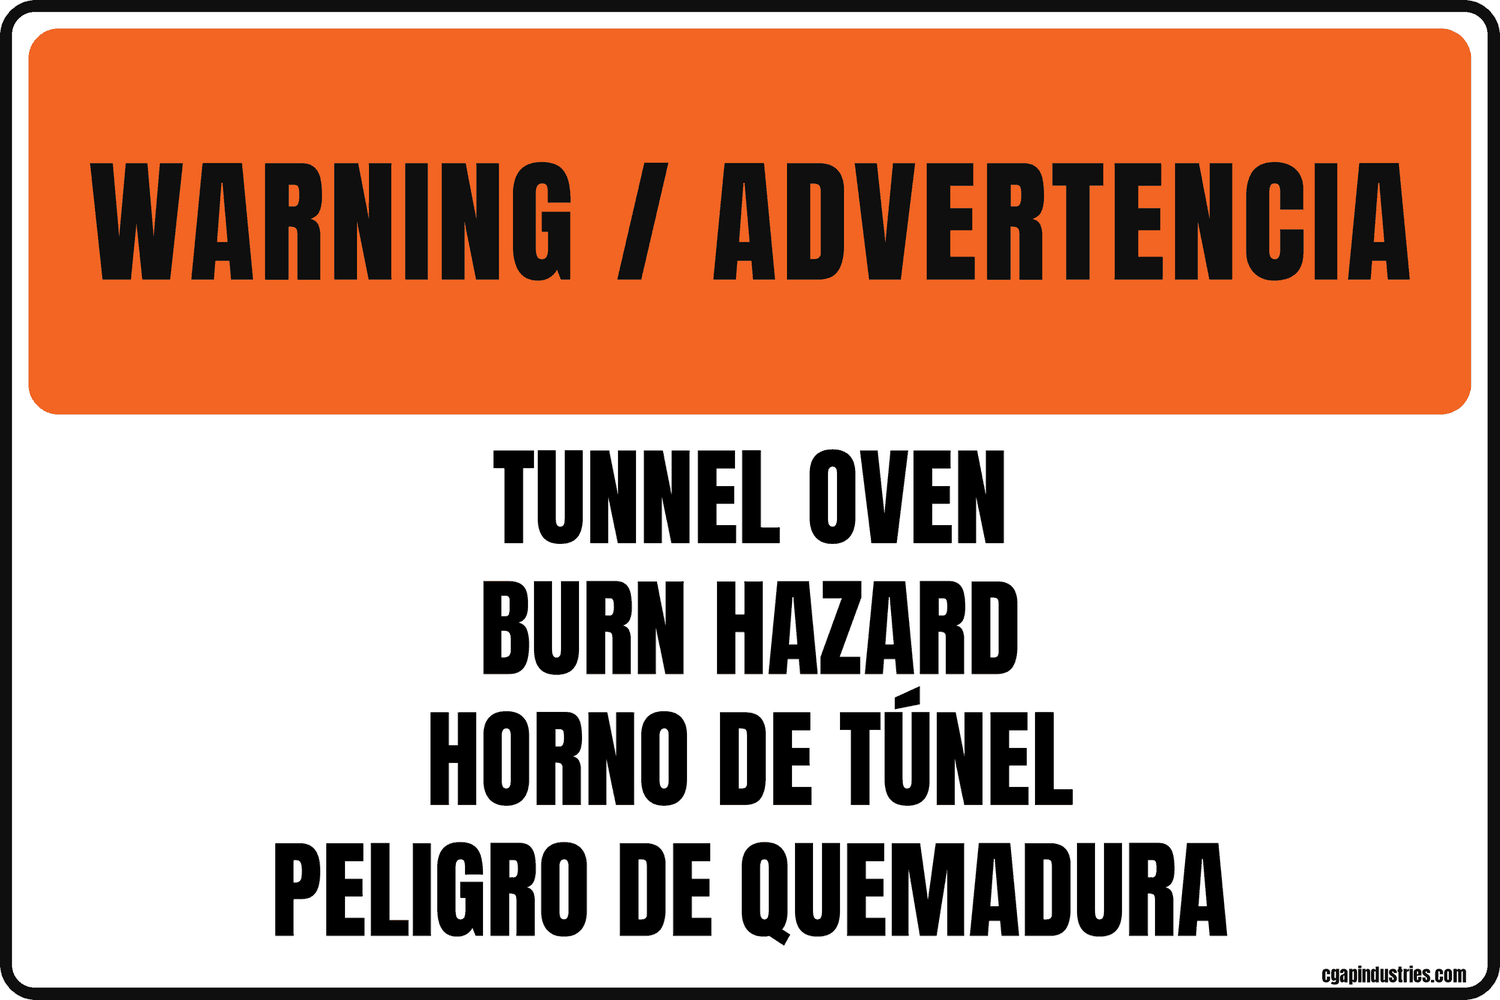 WARNING / ADVERTENCIA
TUNNEL OVEN
BURN HAZARD
HORNO DE TÚNEL
PELIGRO DE QUEMADURA
cgapindustries.com